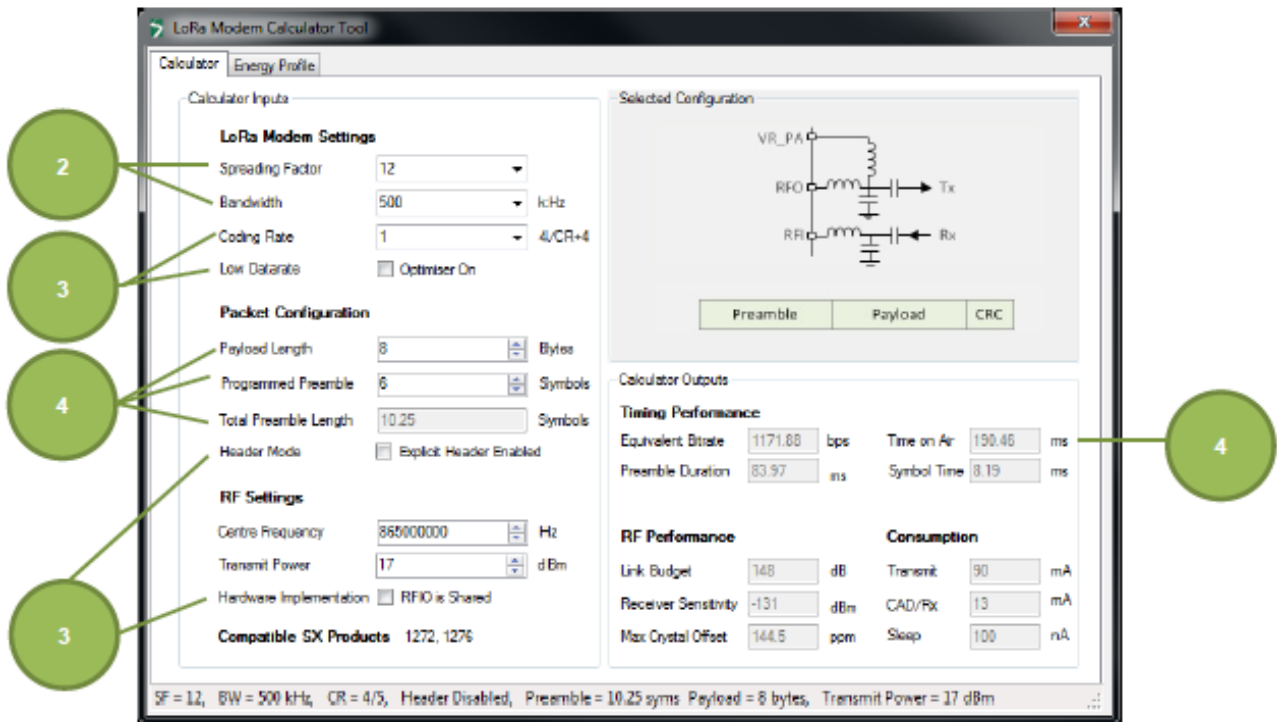 LoRa Modem Calculator Tool
Calculator Energy Profile
Calculator Inputs
LoRa Modem Settings
2
Spreading Factor 12
Bandwidth 500 kHz
Coding Rate 1 4/CR+4
3
Low Datarate Optimiser On
Packet Configuration
Payload Length 8 Bytes
4
Programmed Preamble 6 Symbols
Total Preamble Length 10.25 Symbols
Header Mode Explicit Header Enabled
RF Settings
Centre Frequency 865000000 Hz
Transmit Power 17 dBm
3
Hardware Implementation RFIO is Shared
Compatible SX Products 1272, 1276
Selected Configuration
VR_PA
RFO Tx
RFI Rx
Preamble Payload CRC
Calculator Outputs
Timing Performance
Equivalent Bitrate 1171.88 bps Time on Air 190.46 ms
4
Preamble Duration 83.97 ms Symbol Time 8.19 ms
RF Performance Consumption
Link Budget 148 dB Transmit 90 mA
Receiver Sensitivity -131 dBm CAD/Rx 13 mA
Max Crystal Offset 144.5 ppm Sleep 100 nA
SF = 12, BW = 500 kHz, CR = 4/5, Header Disabled, Preamble = 10.25 syms Payload = 8 bytes, Transmit Power = 17 dBm